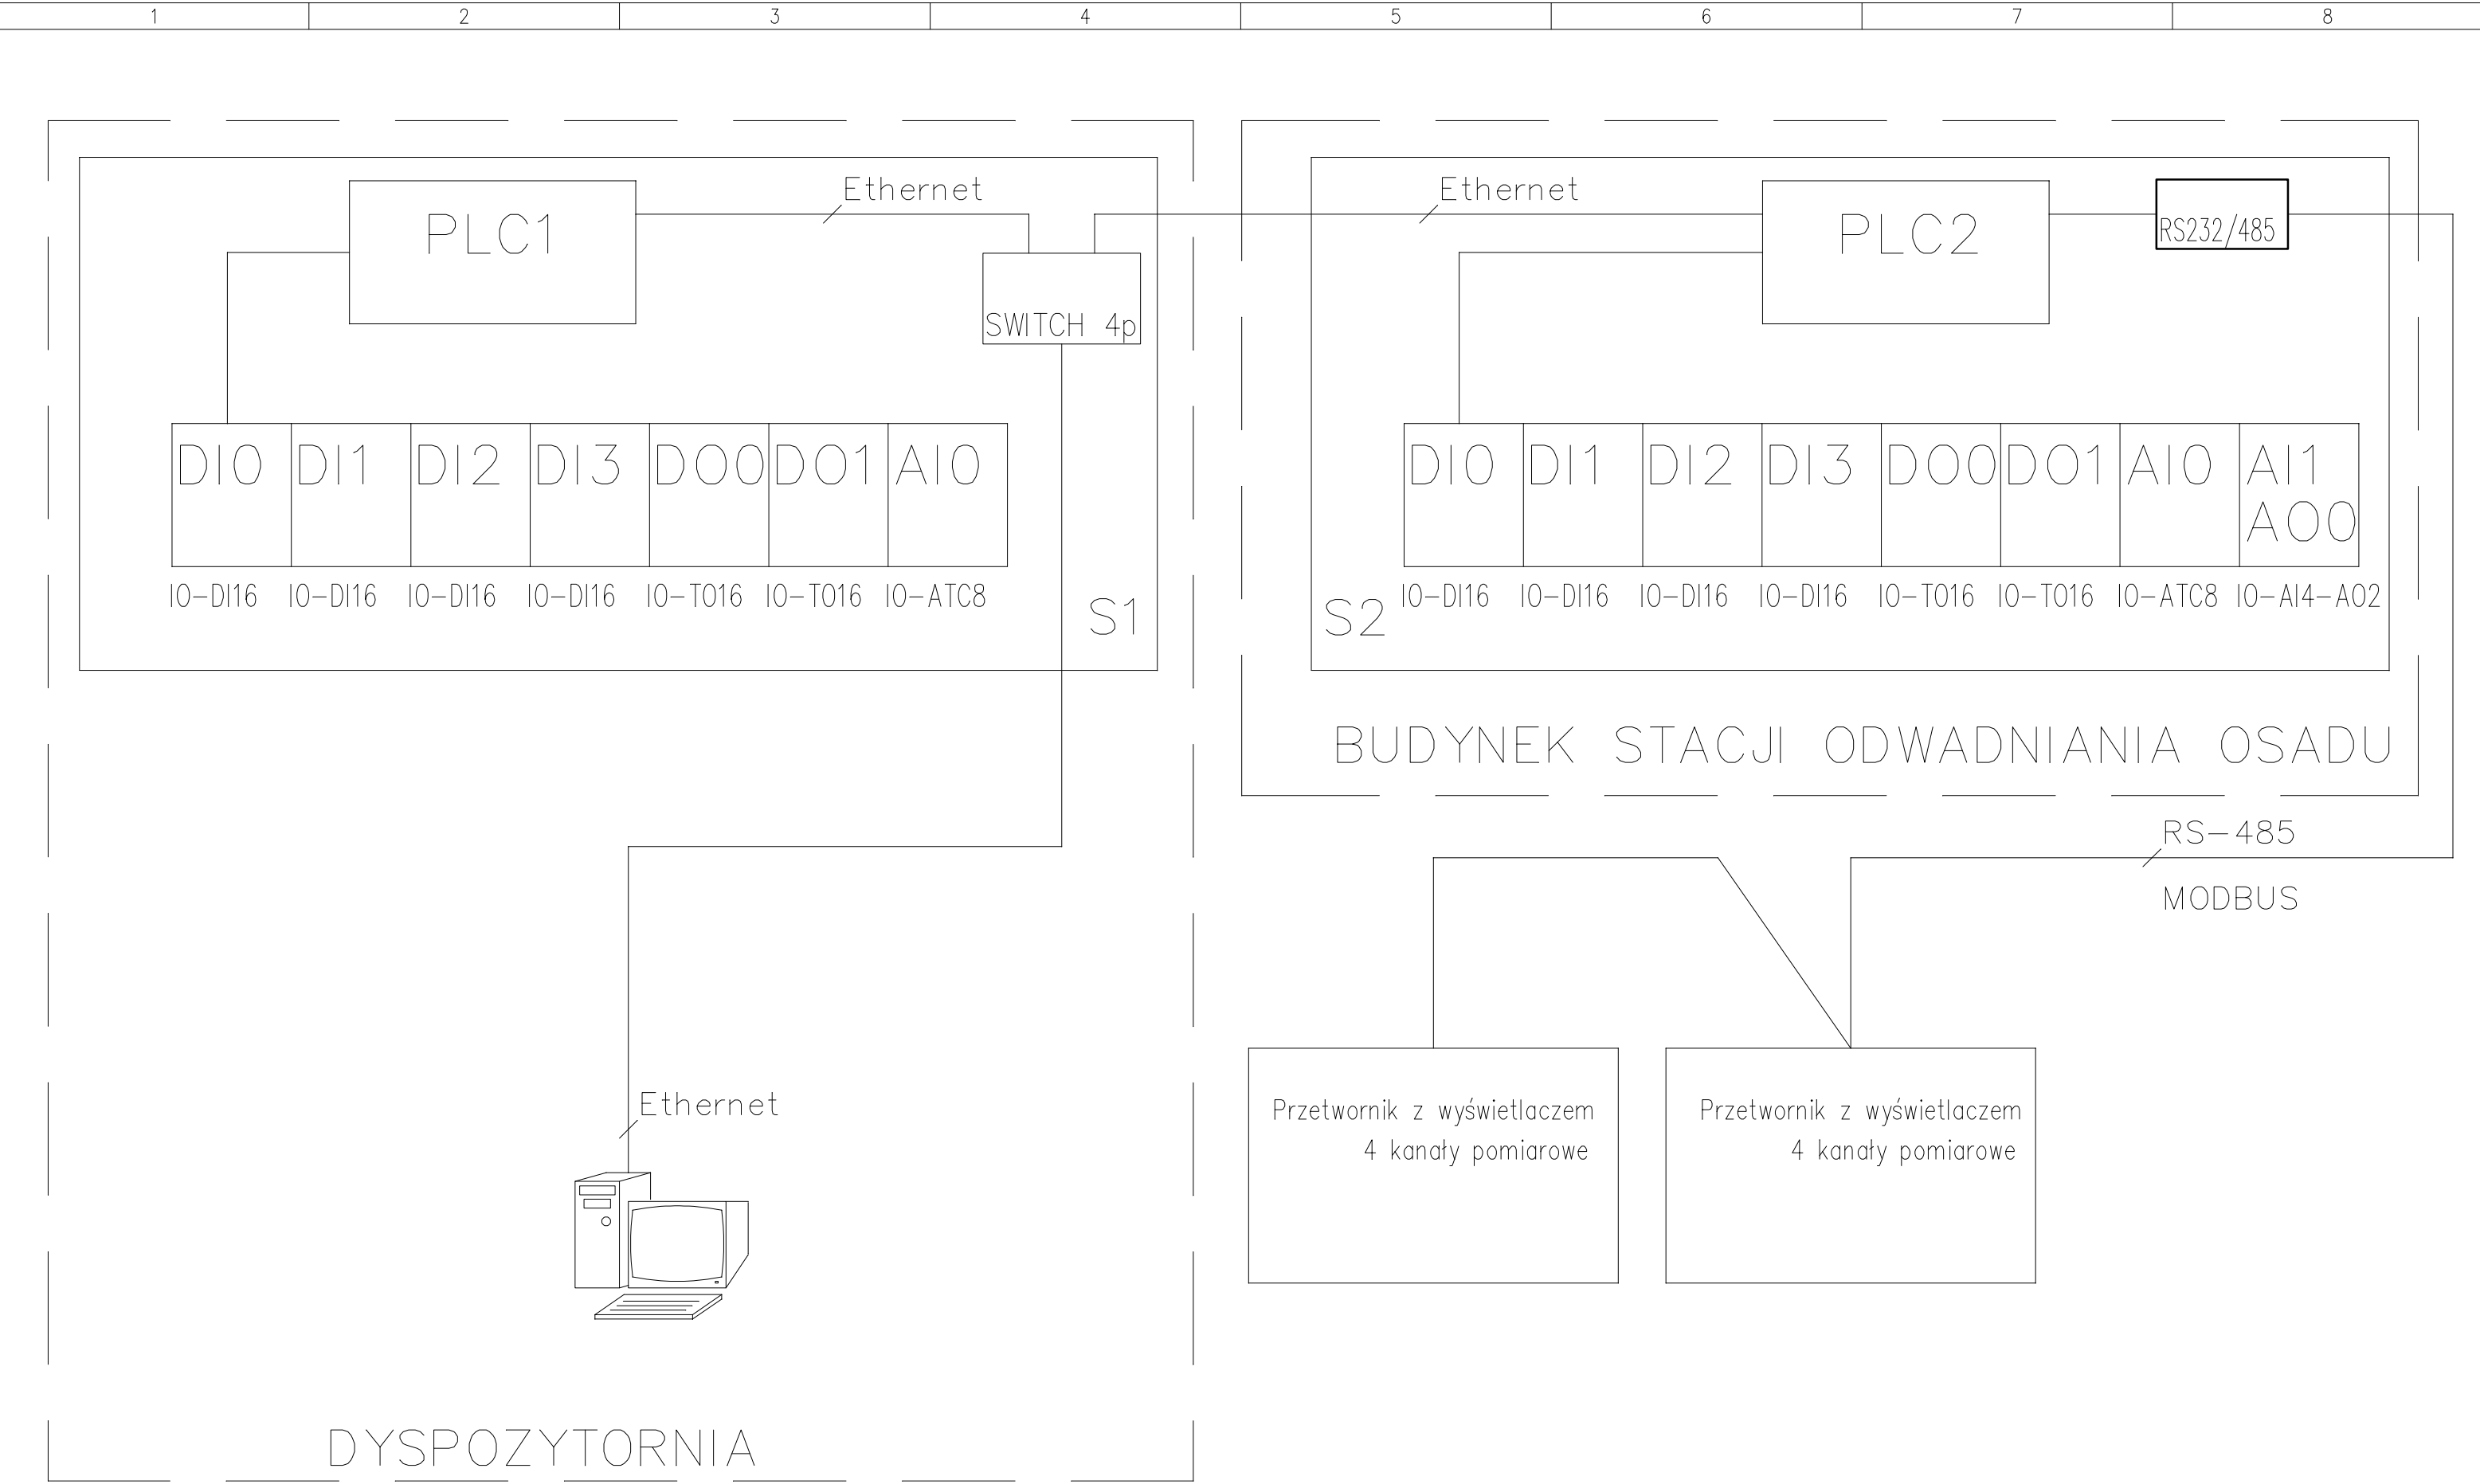 1 2 3 4 5 6 7 8
Ethernet
PLC1
SWITCH 4p
DI0 DI1 DI2 DI3 DO0 DO1 AI0
IO-DI16 IO-DI16 IO-DI16 IO-DI16 IO-TO16 IO-TO16 IO-ATC8
S1
Ethernet
PLC2
RS232/485
DI0 DI1 DI2 DI3 DO0 DO1 AI0 AI1
AO0
IO-DI16 IO-DI16 IO-DI16 IO-DI16 IO-TO16 IO-TO16 IO-ATC8 IO-AI4-AO2
S2
BUDYNEK STACJI ODWADNIANIA OSADU
RS-485
MODBUS
Ethernet
Przetwornik z wyświetlaczem
4 kanały pomiarowe
Przetwornik z wyświetlaczem
4 kanały pomiarowe
DYSPOZYTORNIA